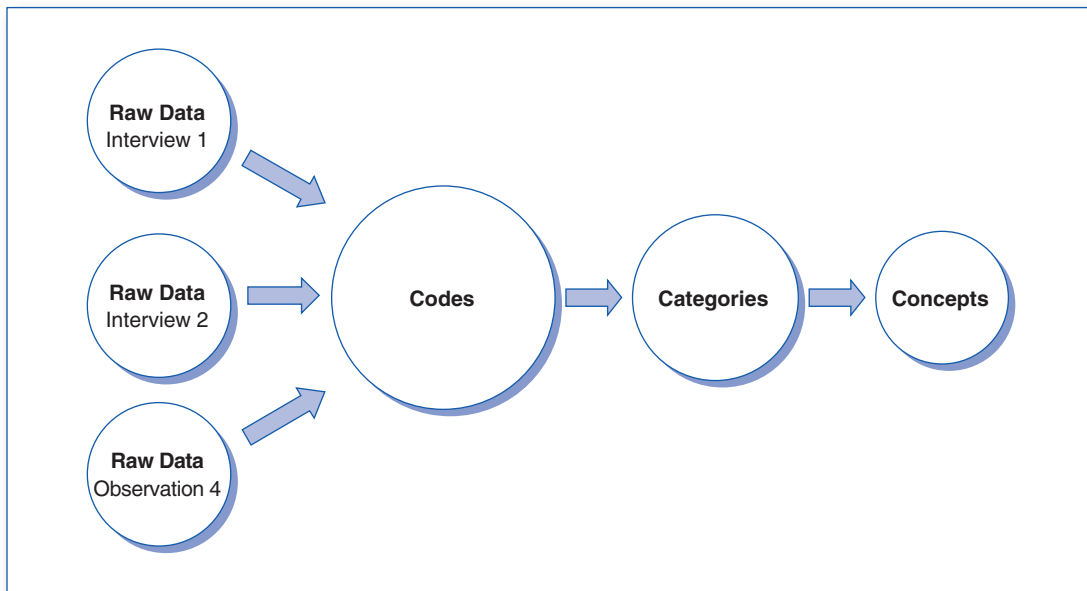 Raw Data
Interview 1
Raw Data
Interview 2
Raw Data
Observation 4
Codes
Categories
Concepts